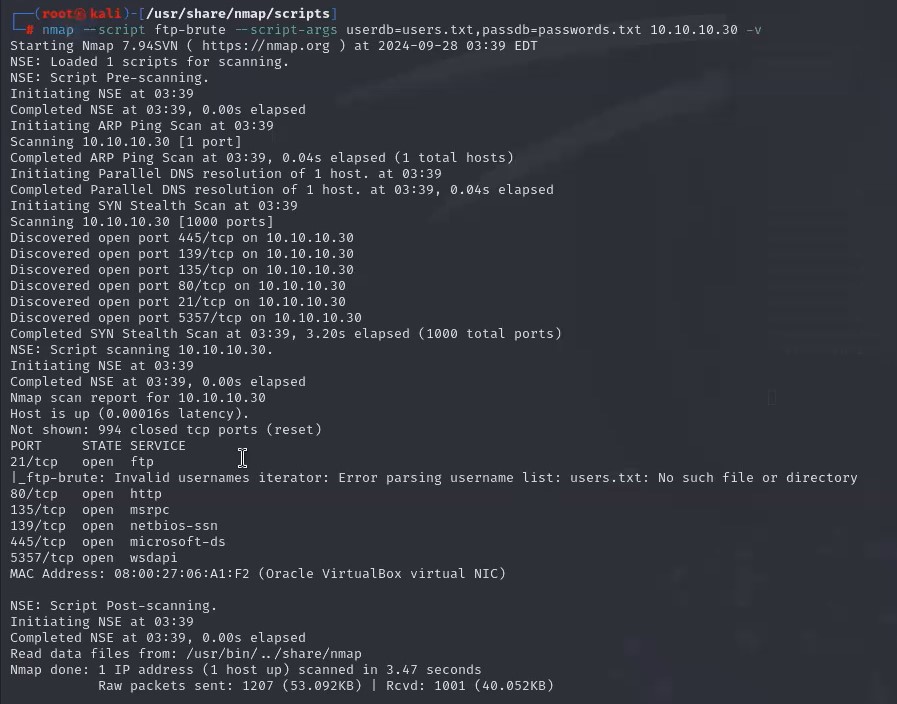 ┌──(root㉿kali)-[/usr/share/nmap/scripts]
└─# nmap --script ftp-brute --script-args userdb=users.txt,passdb=passwords.txt 10.10.10.30 -v
Starting Nmap 7.94SVN ( https://nmap.org ) at 2024-09-28 03:39 EDT
NSE: Loaded 1 scripts for scanning.
NSE: Script Pre-scanning.
Initiating NSE at 03:39
Completed NSE at 03:39, 0.00s elapsed
Initiating ARP Ping Scan at 03:39
Scanning 10.10.10.30 [1 port]
Completed ARP Ping Scan at 03:39, 0.04s elapsed (1 total hosts)
Initiating Parallel DNS resolution of 1 host. at 03:39
Completed Parallel DNS resolution of 1 host. at 03:39, 0.04s elapsed
Initiating SYN Stealth Scan at 03:39
Scanning 10.10.10.30 [1000 ports]
Discovered open port 445/tcp on 10.10.10.30
Discovered open port 139/tcp on 10.10.10.30
Discovered open port 135/tcp on 10.10.10.30
Discovered open port 80/tcp on 10.10.10.30
Discovered open port 21/tcp on 10.10.10.30
Discovered open port 5357/tcp on 10.10.10.30
Completed SYN Stealth Scan at 03:39, 3.20s elapsed (1000 total ports)
NSE: Script scanning 10.10.10.30.
Initiating NSE at 03:39
Completed NSE at 03:39, 0.00s elapsed
Nmap scan report for 10.10.10.30
Host is up (0.00016s latency).
Not shown: 994 closed tcp ports (reset)
PORT     STATE SERVICE
21/tcp   open  ftp
|_ftp-brute: Invalid usernames iterator: Error parsing username list: users.txt: No such file or directory
80/tcp   open  http
135/tcp  open  msrpc
139/tcp  open  netbios-ssn
445/tcp  open  microsoft-ds
5357/tcp open  wsdapi
MAC Address: 08:00:27:06:A1:F2 (Oracle VirtualBox virtual NIC)
NSE: Script Post-scanning.
Initiating NSE at 03:39
Completed NSE at 03:39, 0.00s elapsed
Read data files from: /usr/bin/../share/nmap
Nmap done: 1 IP address (1 host up) scanned in 3.47 seconds
           Raw packets sent: 1207 (53.092KB) | Rcvd: 1001 (40.052KB)